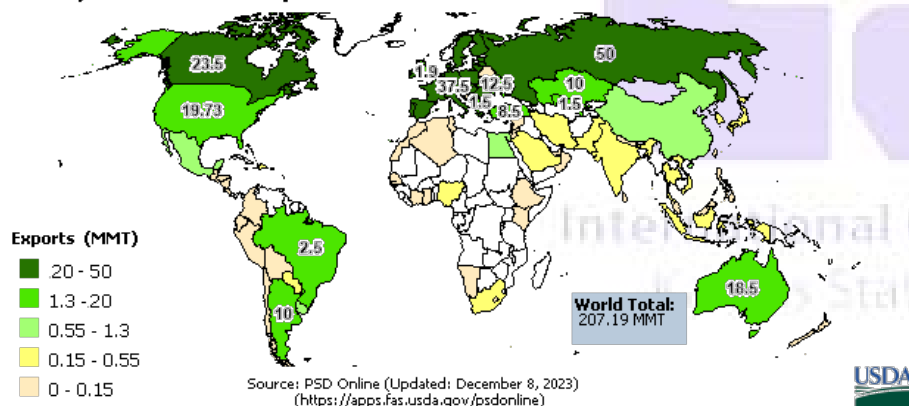 50
23.5
1.9
12.5
37.5
10
1.5
1.5
19.73
8.5
2.5
10
18.5
Exports (MMT)
20 - 50
1.3 -20
0.55 - 1.3
0.15 - 0.55
0 - 0.15
World Total:
207.19 MMT
International
Source: PSD Online (Updated: December 8, 2023)
(https://apps.fas.usda.gov/psdonline)
USDA